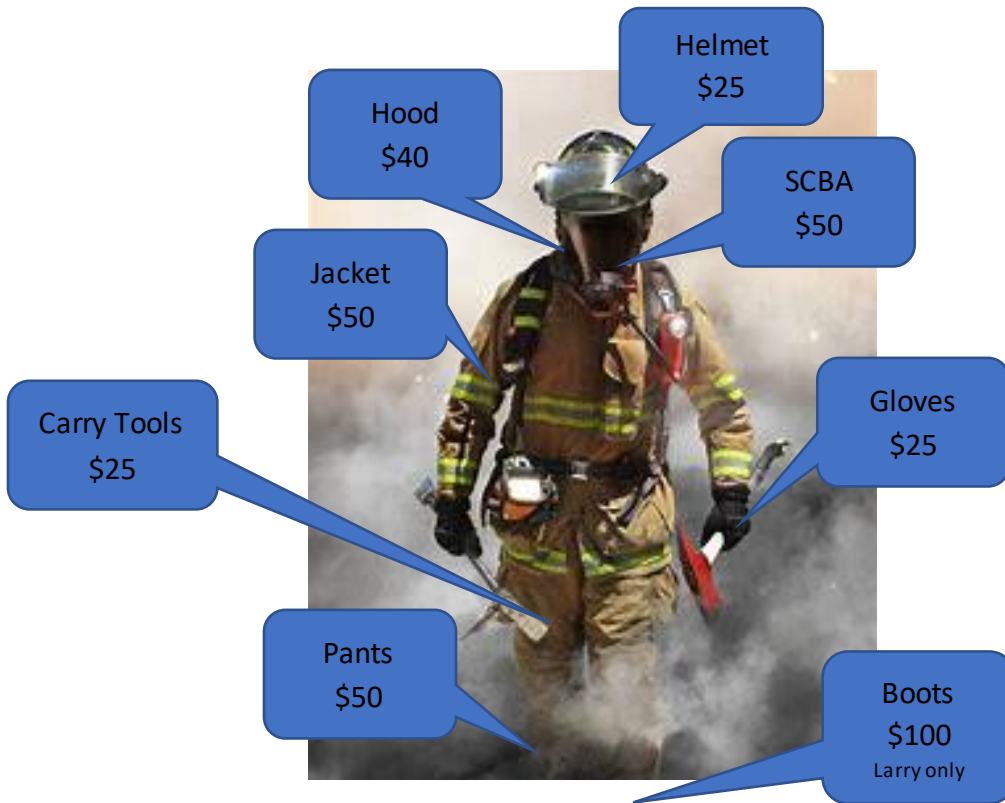 Helmet
$25
Hood
$40
SCBA
$50
Jacket
$50
Carry Tools
$25
Gloves
$25
Pants
$50
Boots
$100
Larry only